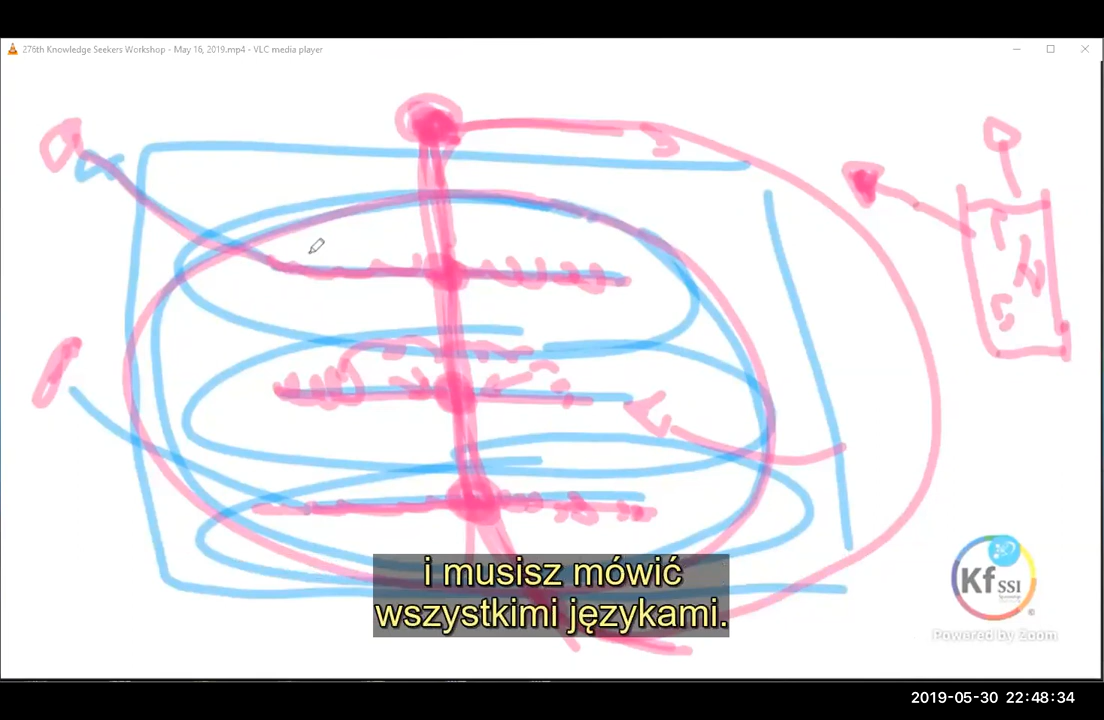 276th Knowledge Seekers Workshop - May 16, 2019.mp4 - VLC media player
i musisz mówić
wszystkimi językami.
Kf SSI
Powered by Zoom
2019-05-30 22:48:34